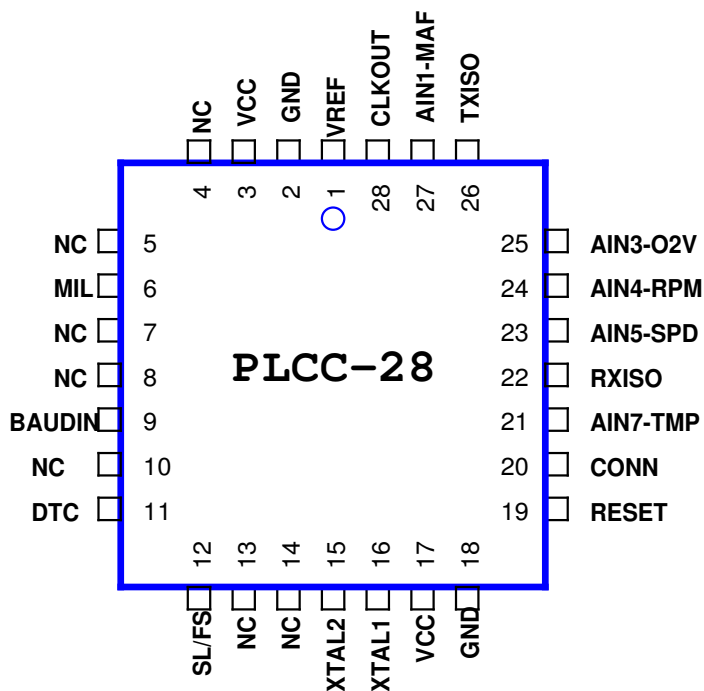 NC
VCC
GND
VREF
CLKOUT
AIN1-MAF
TXISO
4
3
2
1
28
27
26
NC
5
25
AIN3-O2V
MIL
6
24
AIN4-RPM
NC
7
23
AIN5-SPD
NC
8
PLCC-28
22
RXISO
BAUDIN
9
21
AIN7-TMP
NC
10
20
CONN
DTC
11
19
RESET
12
13
14
15
16
17
18
SL/FS
NC
NC
XTAL2
XTAL1
VCC
GND